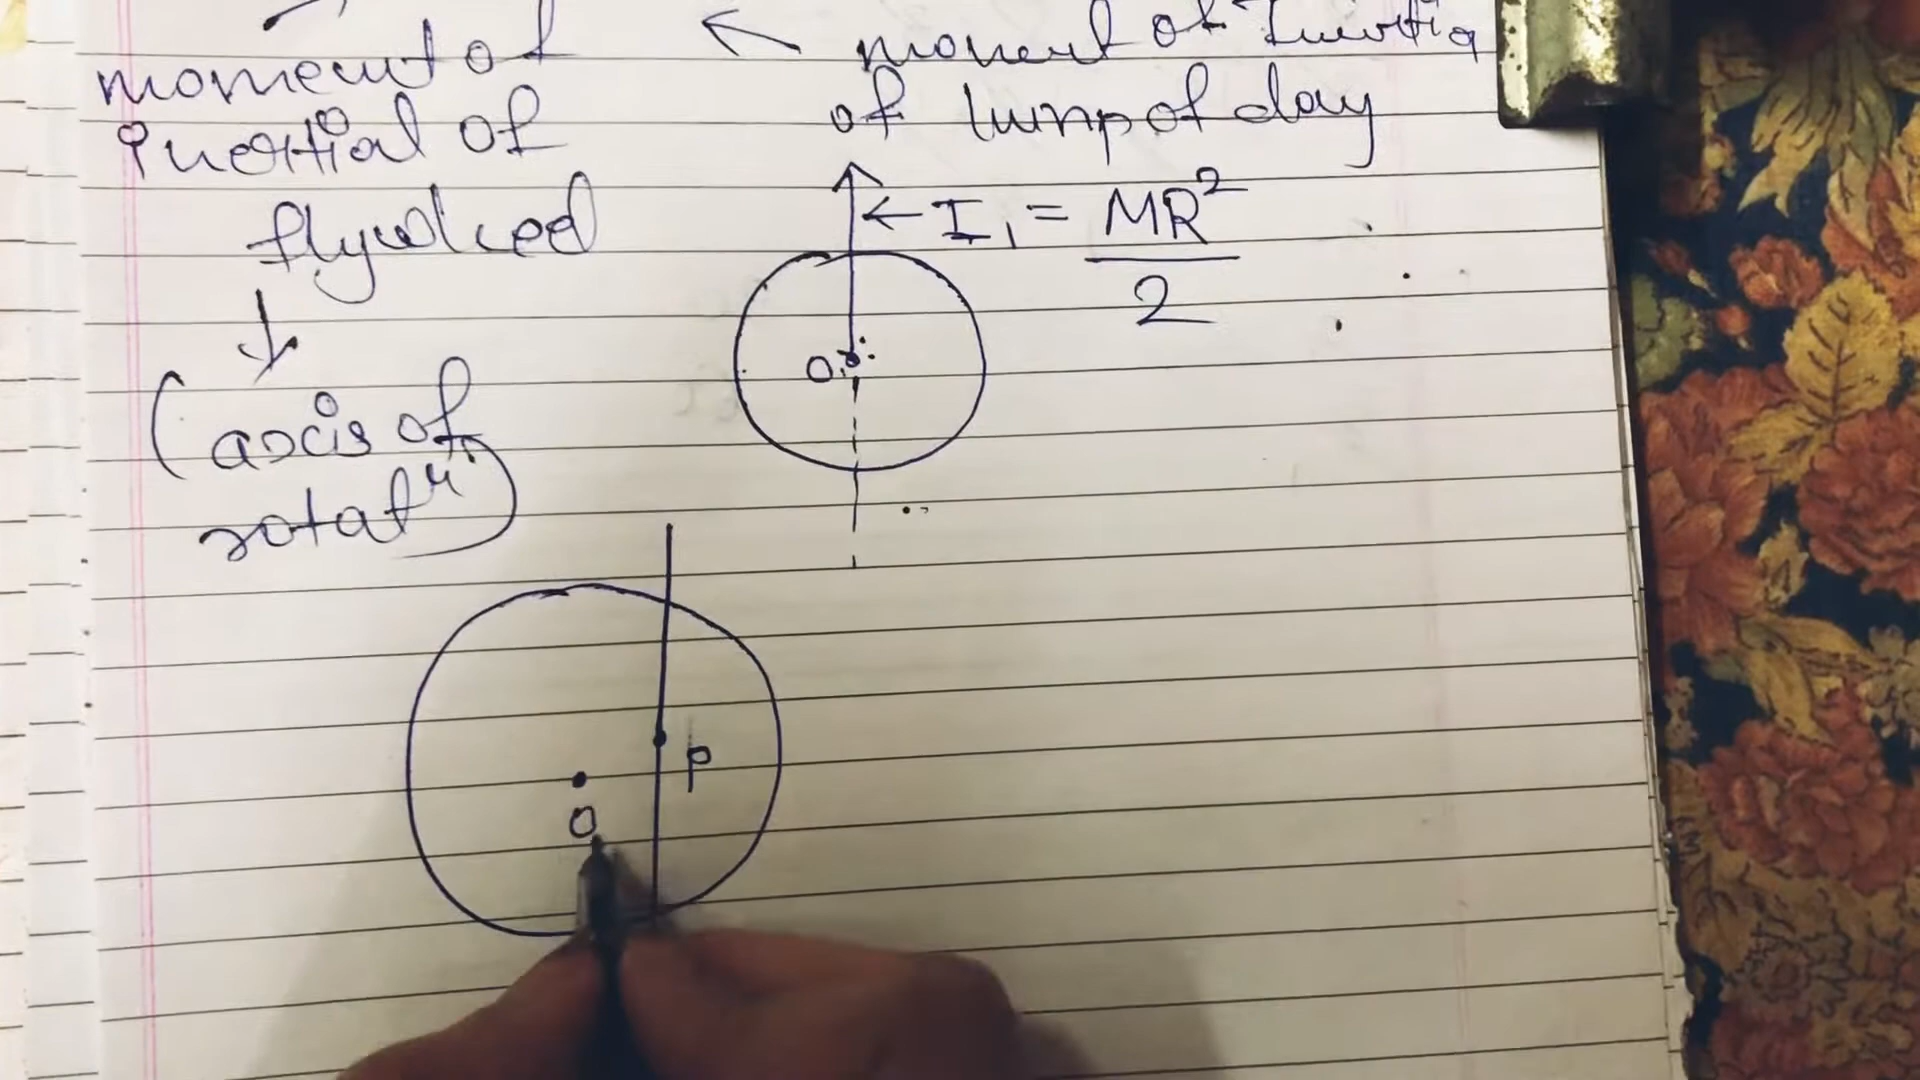 moment of
inertial of
flywheel
(axis of
rotatⁿ)
moment of Inertia
of lump of clay
← I₁ = MR²
2
O
P
O